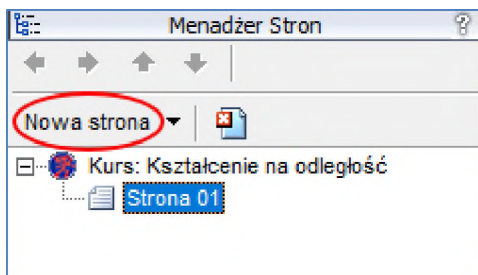 Menadżer Stron
Nowa strona
Kurs: Kształcenie na odległość
Strona 01